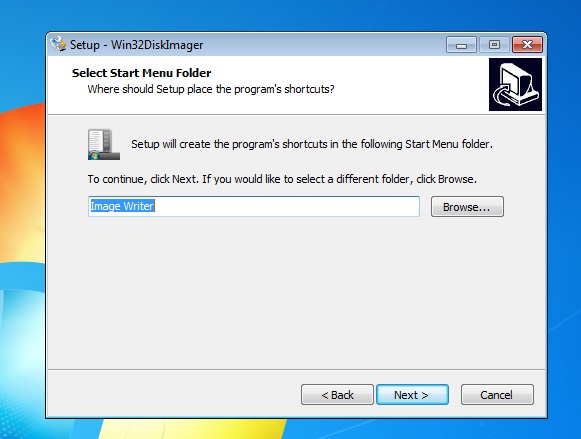 Setup - Win32DiskImager
Select Start Menu Folder
Where should Setup place the program's shortcuts?
Setup will create the program's shortcuts in the following Start Menu folder.
To continue, click Next. If you would like to select a different folder, click Browse.
Image Writer
Browse...
< Back
Next >
Cancel